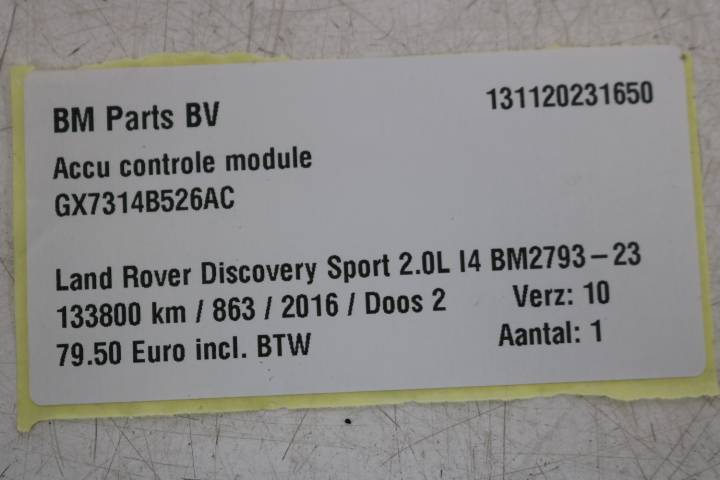 BM Parts BV 131120231650
Accu controle module
GX7314B526AC
Land Rover Discovery Sport 2.0L I4 BM2793-23
133800 km / 863 / 2016 / Doos 2 Verz: 10
79.50 Euro incl. BTW Aantal: 1